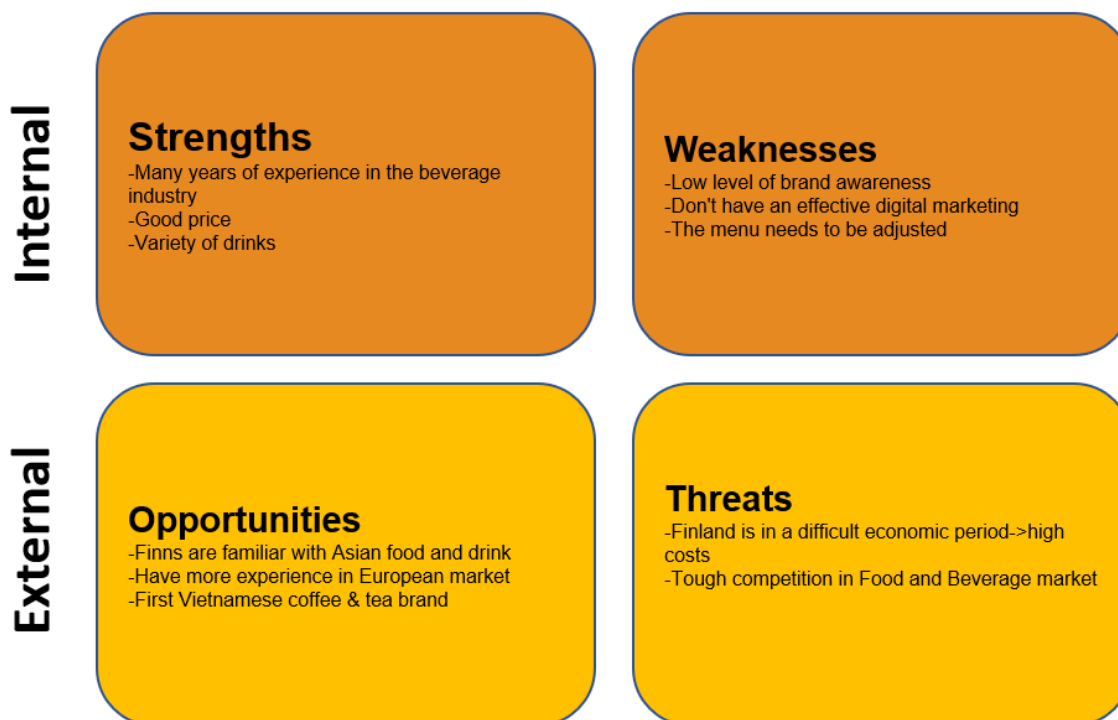 Internal
Strengths
-Many years of experience in the beverage
industry
-Good price
-Variety of drinks
Weaknesses
-Low level of brand awareness
-Don't have an effective digital marketing
-The menu needs to be adjusted
External
Opportunities
-Finns are familiar with Asian food and drink
-Have more experience in European market
-First Vietnamese coffee & tea brand
Threats
-Finland is in a difficult economic period->high
costs
-Tough competition in Food and Beverage market